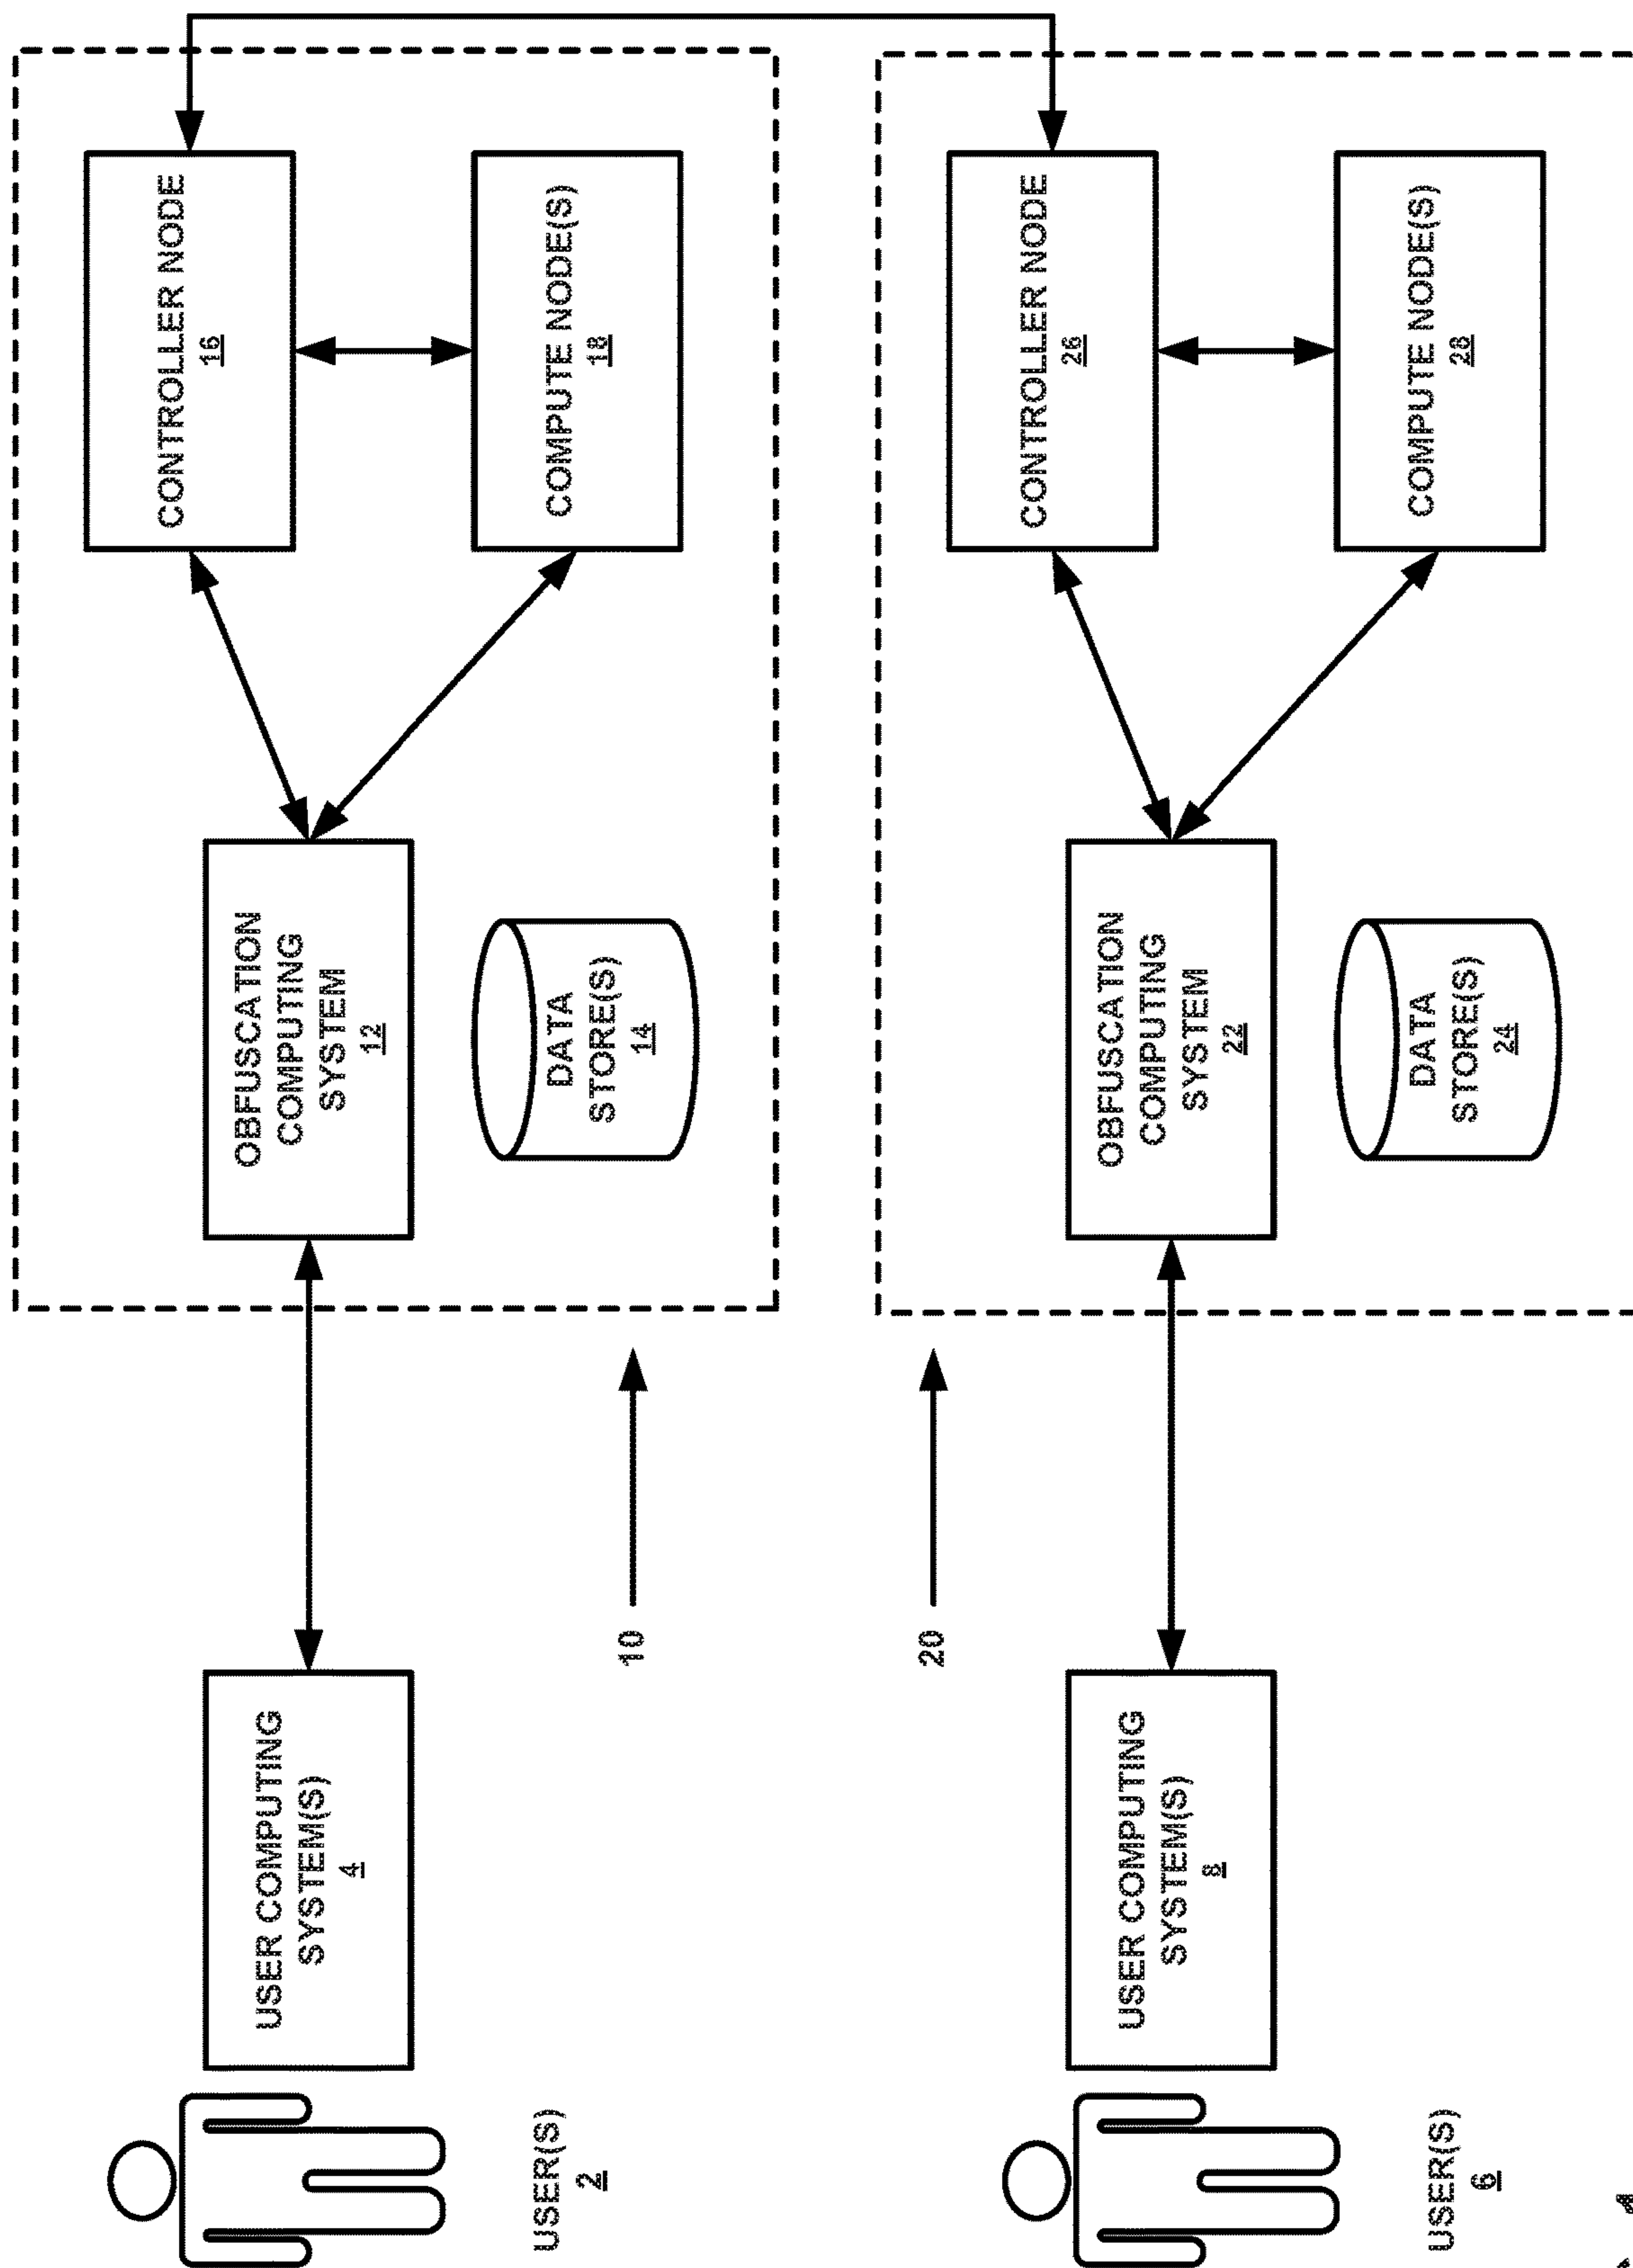 USER(S)
2
USER COMPUTING
SYSTEM(S)
4
10
OBFUSCATION
COMPUTING
SYSTEM
12
DATA
STORE(S)
14
CONTROLLER NODE
16
COMPUTE NODE(S)
18
USER(S)
6
USER COMPUTING
SYSTEM(S)
8
20
OBFUSCATION
COMPUTING
SYSTEM
22
DATA
STORE(S)
24
CONTROLLER NODE
26
COMPUTE NODE(S)
28